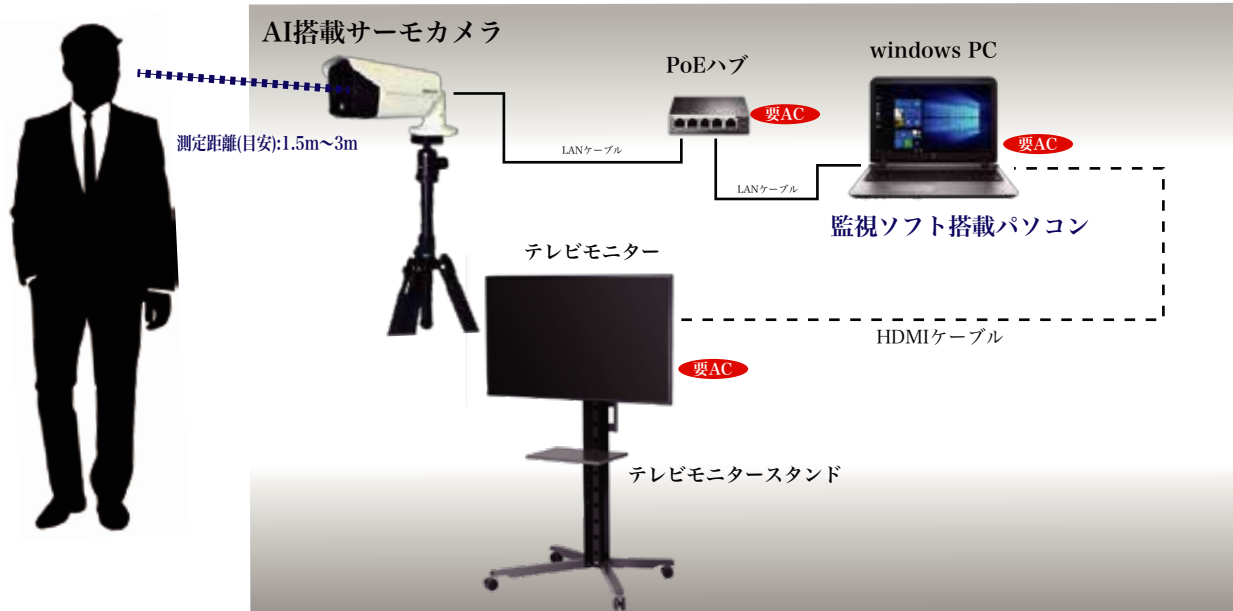 AI搭載サーモカメラ
測定距離(目安):1.5m～3m
LANケーブル
PoEハブ
要AC
LANケーブル
windows PC
要AC
監視ソフト搭載パソコン
テレビモニター
要AC
HDMIケーブル
テレビモニタースタンド